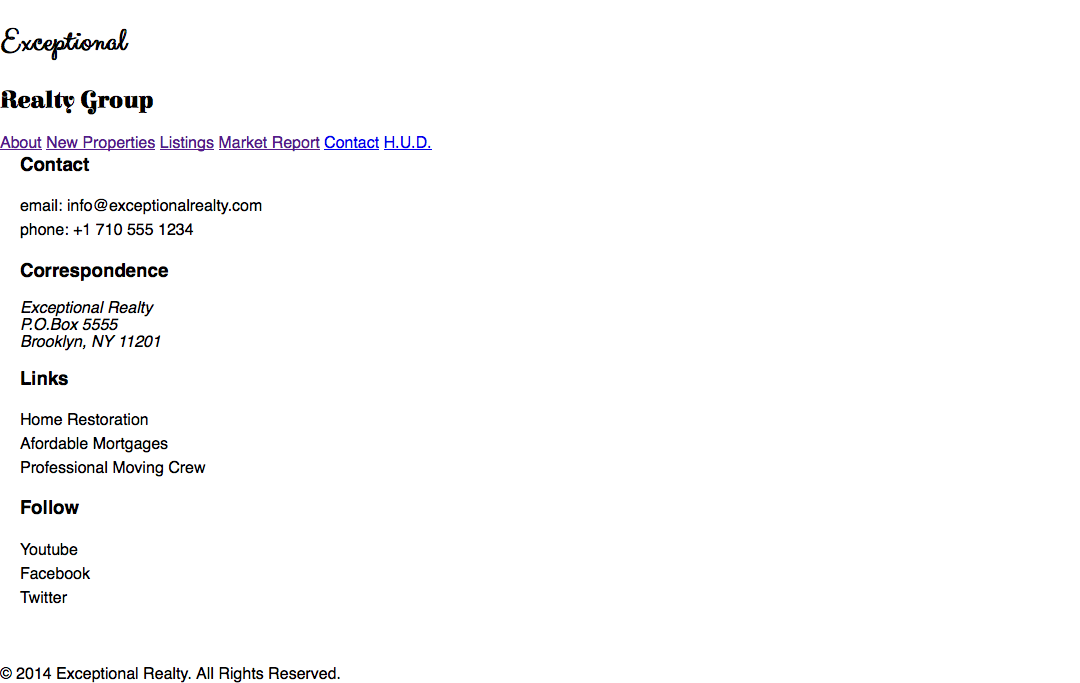 Exceptional
Realty Group
About New Properties Listings Market Report Contact H.U.D.
Contact
email: info@exceptionalrealty.com
phone: +1 710 555 1234
Correspondence
Exceptional Realty
P.O.Box 5555
Brooklyn, NY 11201
Links
Home Restoration
Afordable Mortgages
Professional Moving Crew
Follow
Youtube
Facebook
Twitter
© 2014 Exceptional Realty. All Rights Reserved.